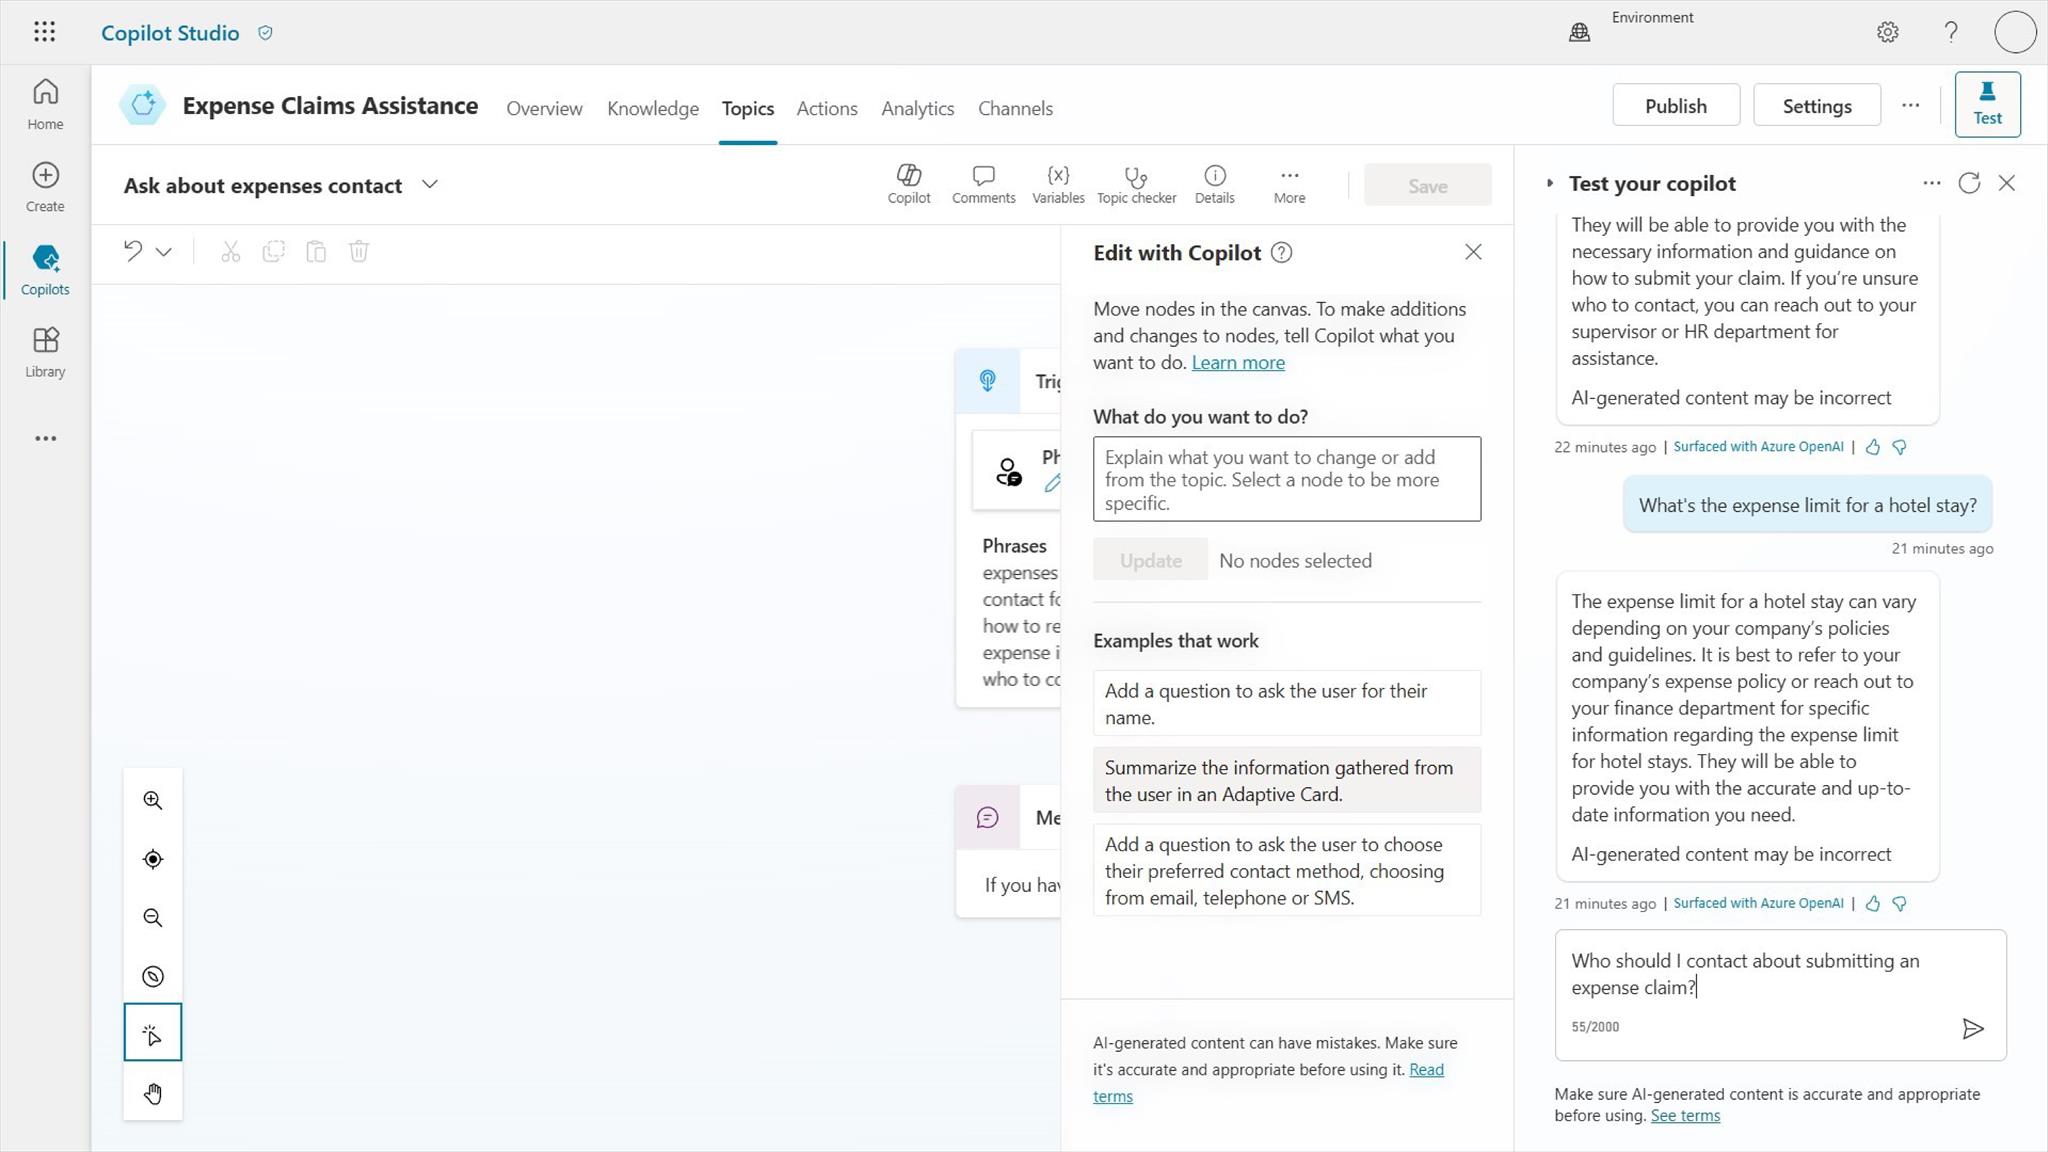 Copilot Studio
Environment
Home
Create
Copilots
Library
Expense Claims Assistance
Overview
Knowledge
Topics
Actions
Analytics
Channels
Publish
Settings
Test
Ask about expenses contact
Copilot
Comments
Variables
Topic checker
Details
More
Save
Trig
Ph
Phrases
expenses
contact fo
how to re
expense i
who to co
Me
If you hav
Edit with Copilot
Move nodes in the canvas. To make additions
and changes to nodes, tell Copilot what you
want to do. Learn more
What do you want to do?
Explain what you want to change or add
from the topic. Select a node to be more
specific.
Update
No nodes selected
Examples that work
Add a question to ask the user for their
name.
Summarize the information gathered from
the user in an Adaptive Card.
Add a question to ask the user to choose
their preferred contact method, choosing
from email, telephone or SMS.
AI-generated content can have mistakes. Make sure
it's accurate and appropriate before using it. Read
terms
Test your copilot
They will be able to provide you with the
necessary information and guidance on
how to submit your claim. If you’re unsure
who to contact, you can reach out to your
supervisor or HR department for
assistance.
AI-generated content may be incorrect
22 minutes ago | Surfaced with Azure OpenAI |
What's the expense limit for a hotel stay?
21 minutes ago
The expense limit for a hotel stay can vary
depending on your company’s policies
and guidelines. It is best to refer to your
company’s expense policy or reach out to
your finance department for specific
information regarding the expense limit
for hotel stays. They will be able to
provide you with the accurate and up-to-
date information you need.
AI-generated content may be incorrect
21 minutes ago | Surfaced with Azure OpenAI |
Who should I contact about submitting an
expense claim?
55/2000
Make sure AI-generated content is accurate and appropriate
before using. See terms